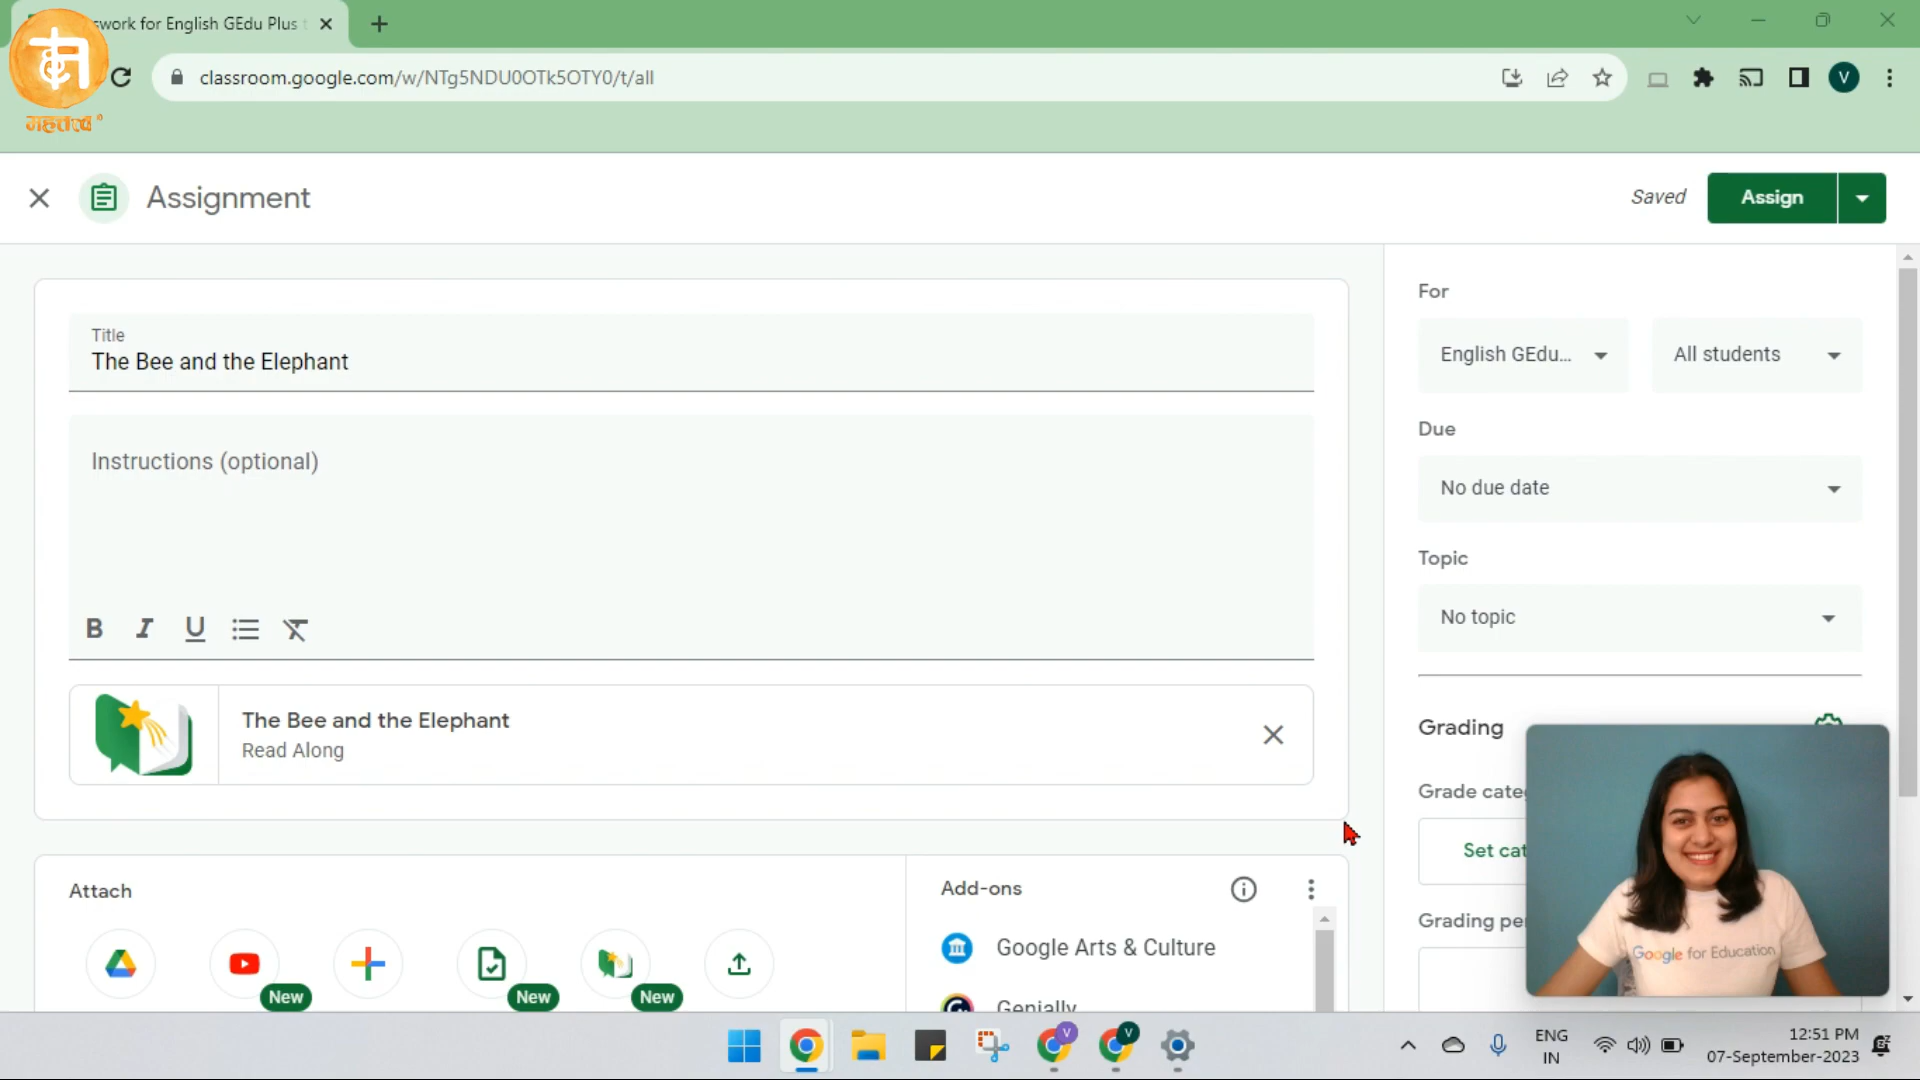 work for English GEdu Plus
classroom.google.com/w/NTg5NDU0OTk5OTY0/t/all
V
महत्तत्व
Assignment
Saved
Assign
Title
The Bee and the Elephant
Instructions (optional)
B I U
The Bee and the Elephant
Read Along
For
English GEdu...
All students
Due
No due date
Topic
No topic
Grading
Grade cate
Set cat
Grading pe
Attach
New
New
New
Add-ons
Google Arts & Culture
Genially
Google for Education
V
V
ENG
IN
12:51 PM
07-September-2023